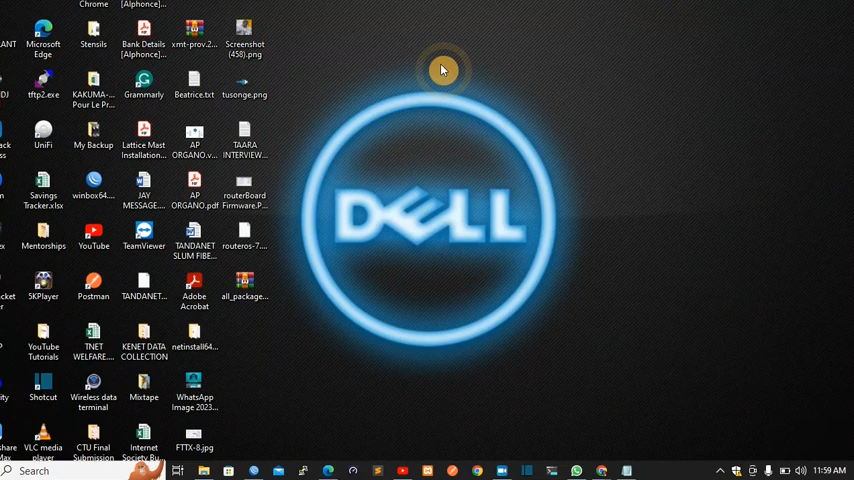 Chrome
[Alphonce]...
Microsoft
Edge
Stensils
Bank Details
[Alphonce]...
xmt-prov.2...
Screenshot
(458).png
tftp2.exe
KAKUMA-...
Pour Le Pr...
Grammarly
Beatrice.txt
tusonge.png
UniFi
My Backup
Lattice Mast
Installation...
AP
ORGANO.v...
TAARA
INTERVIEW...
Savings
Tracker.xlsx
winbox64....
JAY
MESSAGE....
AP
ORGANO.pdf
routerBoard
Firmware.P...
Mentorships
YouTube
TeamViewer
TANDANET
SLUM FIBE...
routeros-7....
5KPlayer
Postman
TANDANET...
Adobe
Acrobat
all_package...
YouTube
Tutorials
TNET
WELFARE....
KENET DATA
COLLECTION
netinstall64...
Shotcut
Wireless data
terminal
Mixtape
WhatsApp
Image 2023...
VLC media
player
CTU Final
Submission
Internet
Society Bu...
FTTX-8.jpg
DELL
Search
11:59 AM